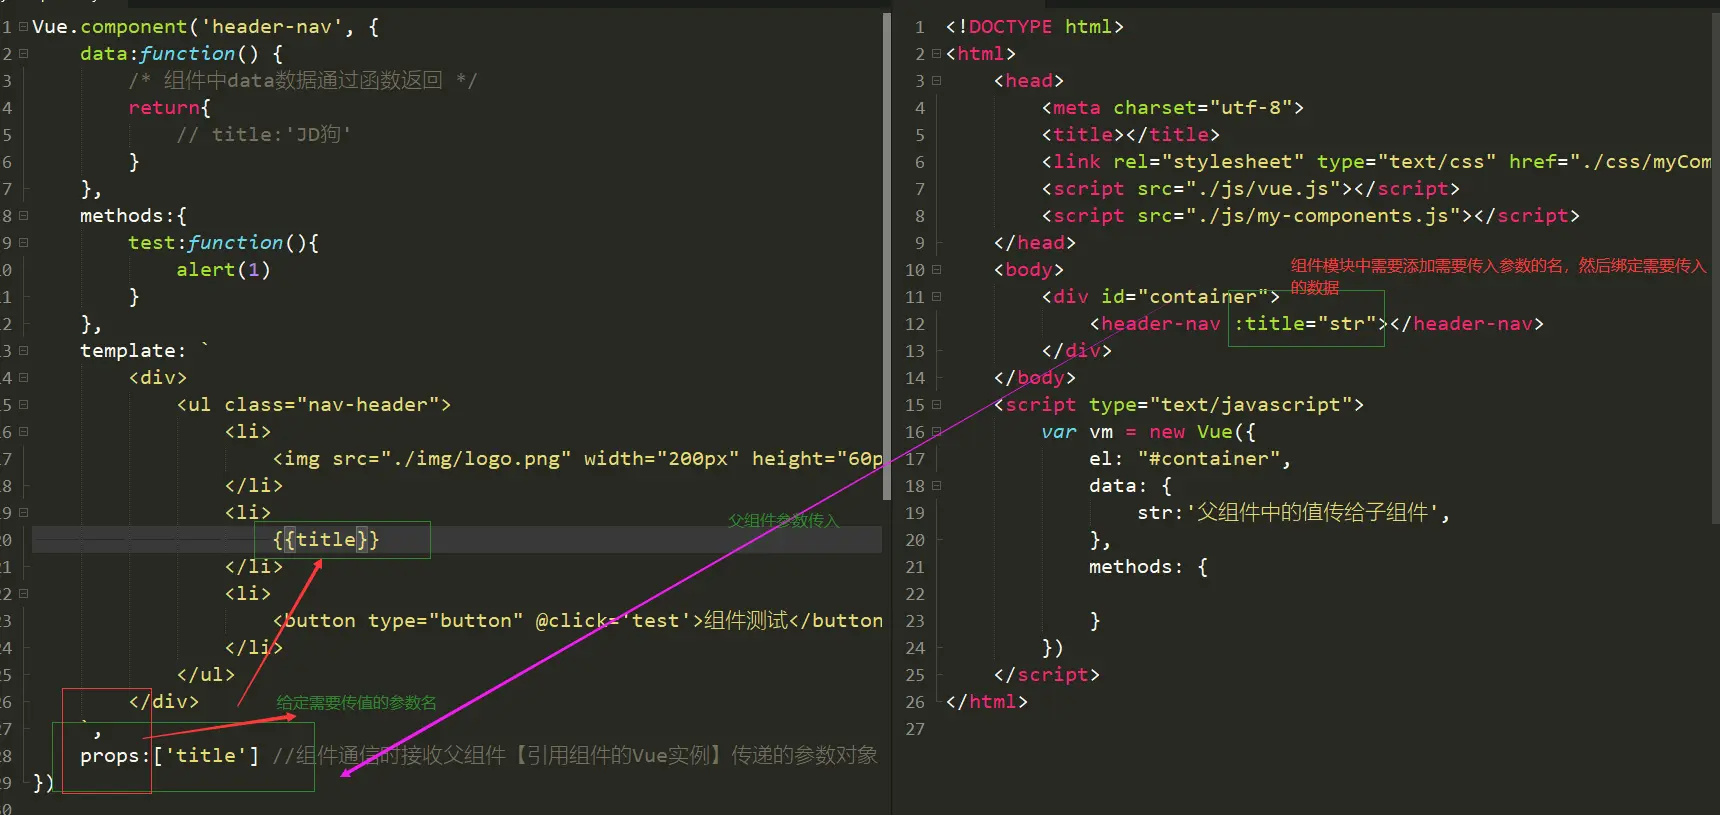 1 Vue.component('header-nav', {
2 data:function() {
3 /* 组件中data数据通过函数返回 */
4 return{
5 // title:'JD狗'
6 }
7 },
8 methods:{
9 test:function(){
0 alert(1)
1 }
2 },
3 template: `
4 <div>
5 <ul class="nav-header">
6 <li>
7 <img src="./img/logo.png" width="200px" height="60p
8 </li>
9 <li>
父组件参数传入
0 {{title}}
1 </li>
2 <li>
3 <button type="button" @click='test'>组件测试</button
4 </li>
5 </ul>
6 </div>
给定需要传值的参数名
7 `,
8 props:['title'] //组件通信时接收父组件【引用组件的Vue实例】传递的参数对象
9 })
0
1 <!DOCTYPE html>
2 <html>
3 <head>
4 <meta charset="utf-8">
5 <title></title>
6 <link rel="stylesheet" type="text/css" href="./css/myCom
7 <script src="./js/vue.js"></script>
8 <script src="./js/my-components.js"></script>
9 </head>
10 <body>
组件模块中需要添加需要传入参数的名，然后绑定需要传入
的数据
11 <div id="container">
12 <header-nav :title="str"></header-nav>
13 </div>
14 </body>
15 <script type="text/javascript">
16 var vm = new Vue({
17 el: "#container",
18 data: {
19 str:'父组件中的值传给子组件',
20 },
21 methods: {
22
23 }
24 })
25 </script>
26 </html>
27